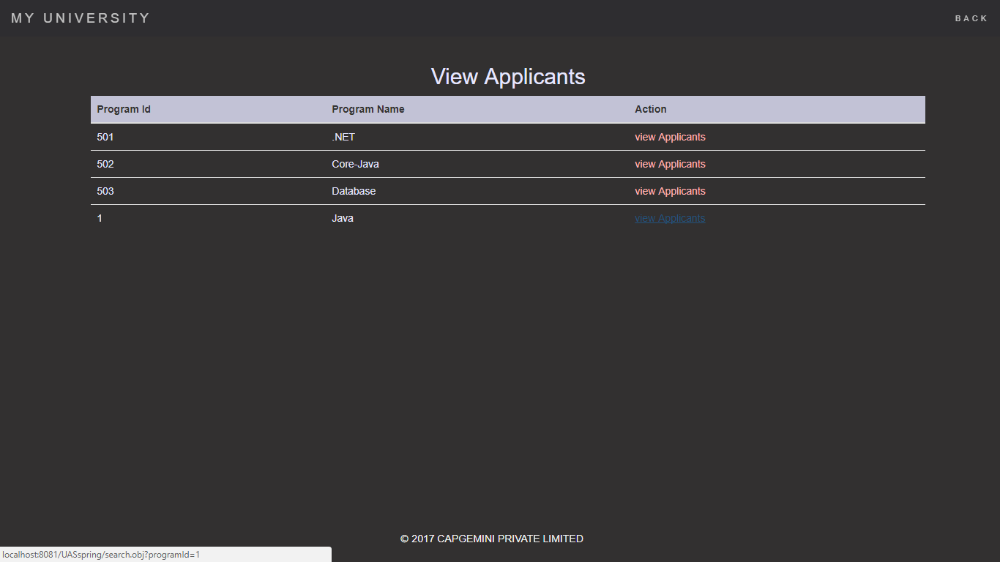 MY UNIVERSITY BACK
View Applicants
Program Id Program Name Action
501 .NET view Applicants
502 Core-Java view Applicants
503 Database view Applicants
1 Java view Applicants
© 2017 CAPGEMINI PRIVATE LIMITED
localhost:8081/UASspring/search.obj?programId=1